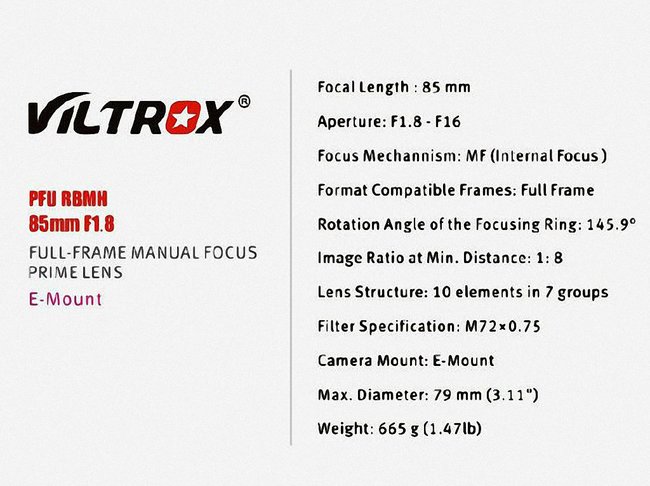 VILTROX®
PFU RBMH
85mm F1.8
FULL-FRAME MANUAL FOCUS
PRIME LENS
E-Mount
Focal Length : 85 mm
Aperture: F1.8 - F16
Focus Mechannism: MF (Internal Focus )
Format Compatible Frames: Full Frame
Rotation Angle of the Focusing Ring: 145.9°
Image Ratio at Min. Distance: 1: 8
Lens Structure: 10 elements in 7 groups
Filter Specification: M72×0.75
Camera Mount: E-Mount
Max. Diameter: 79 mm (3.11")
Weight: 665 g (1.47lb)